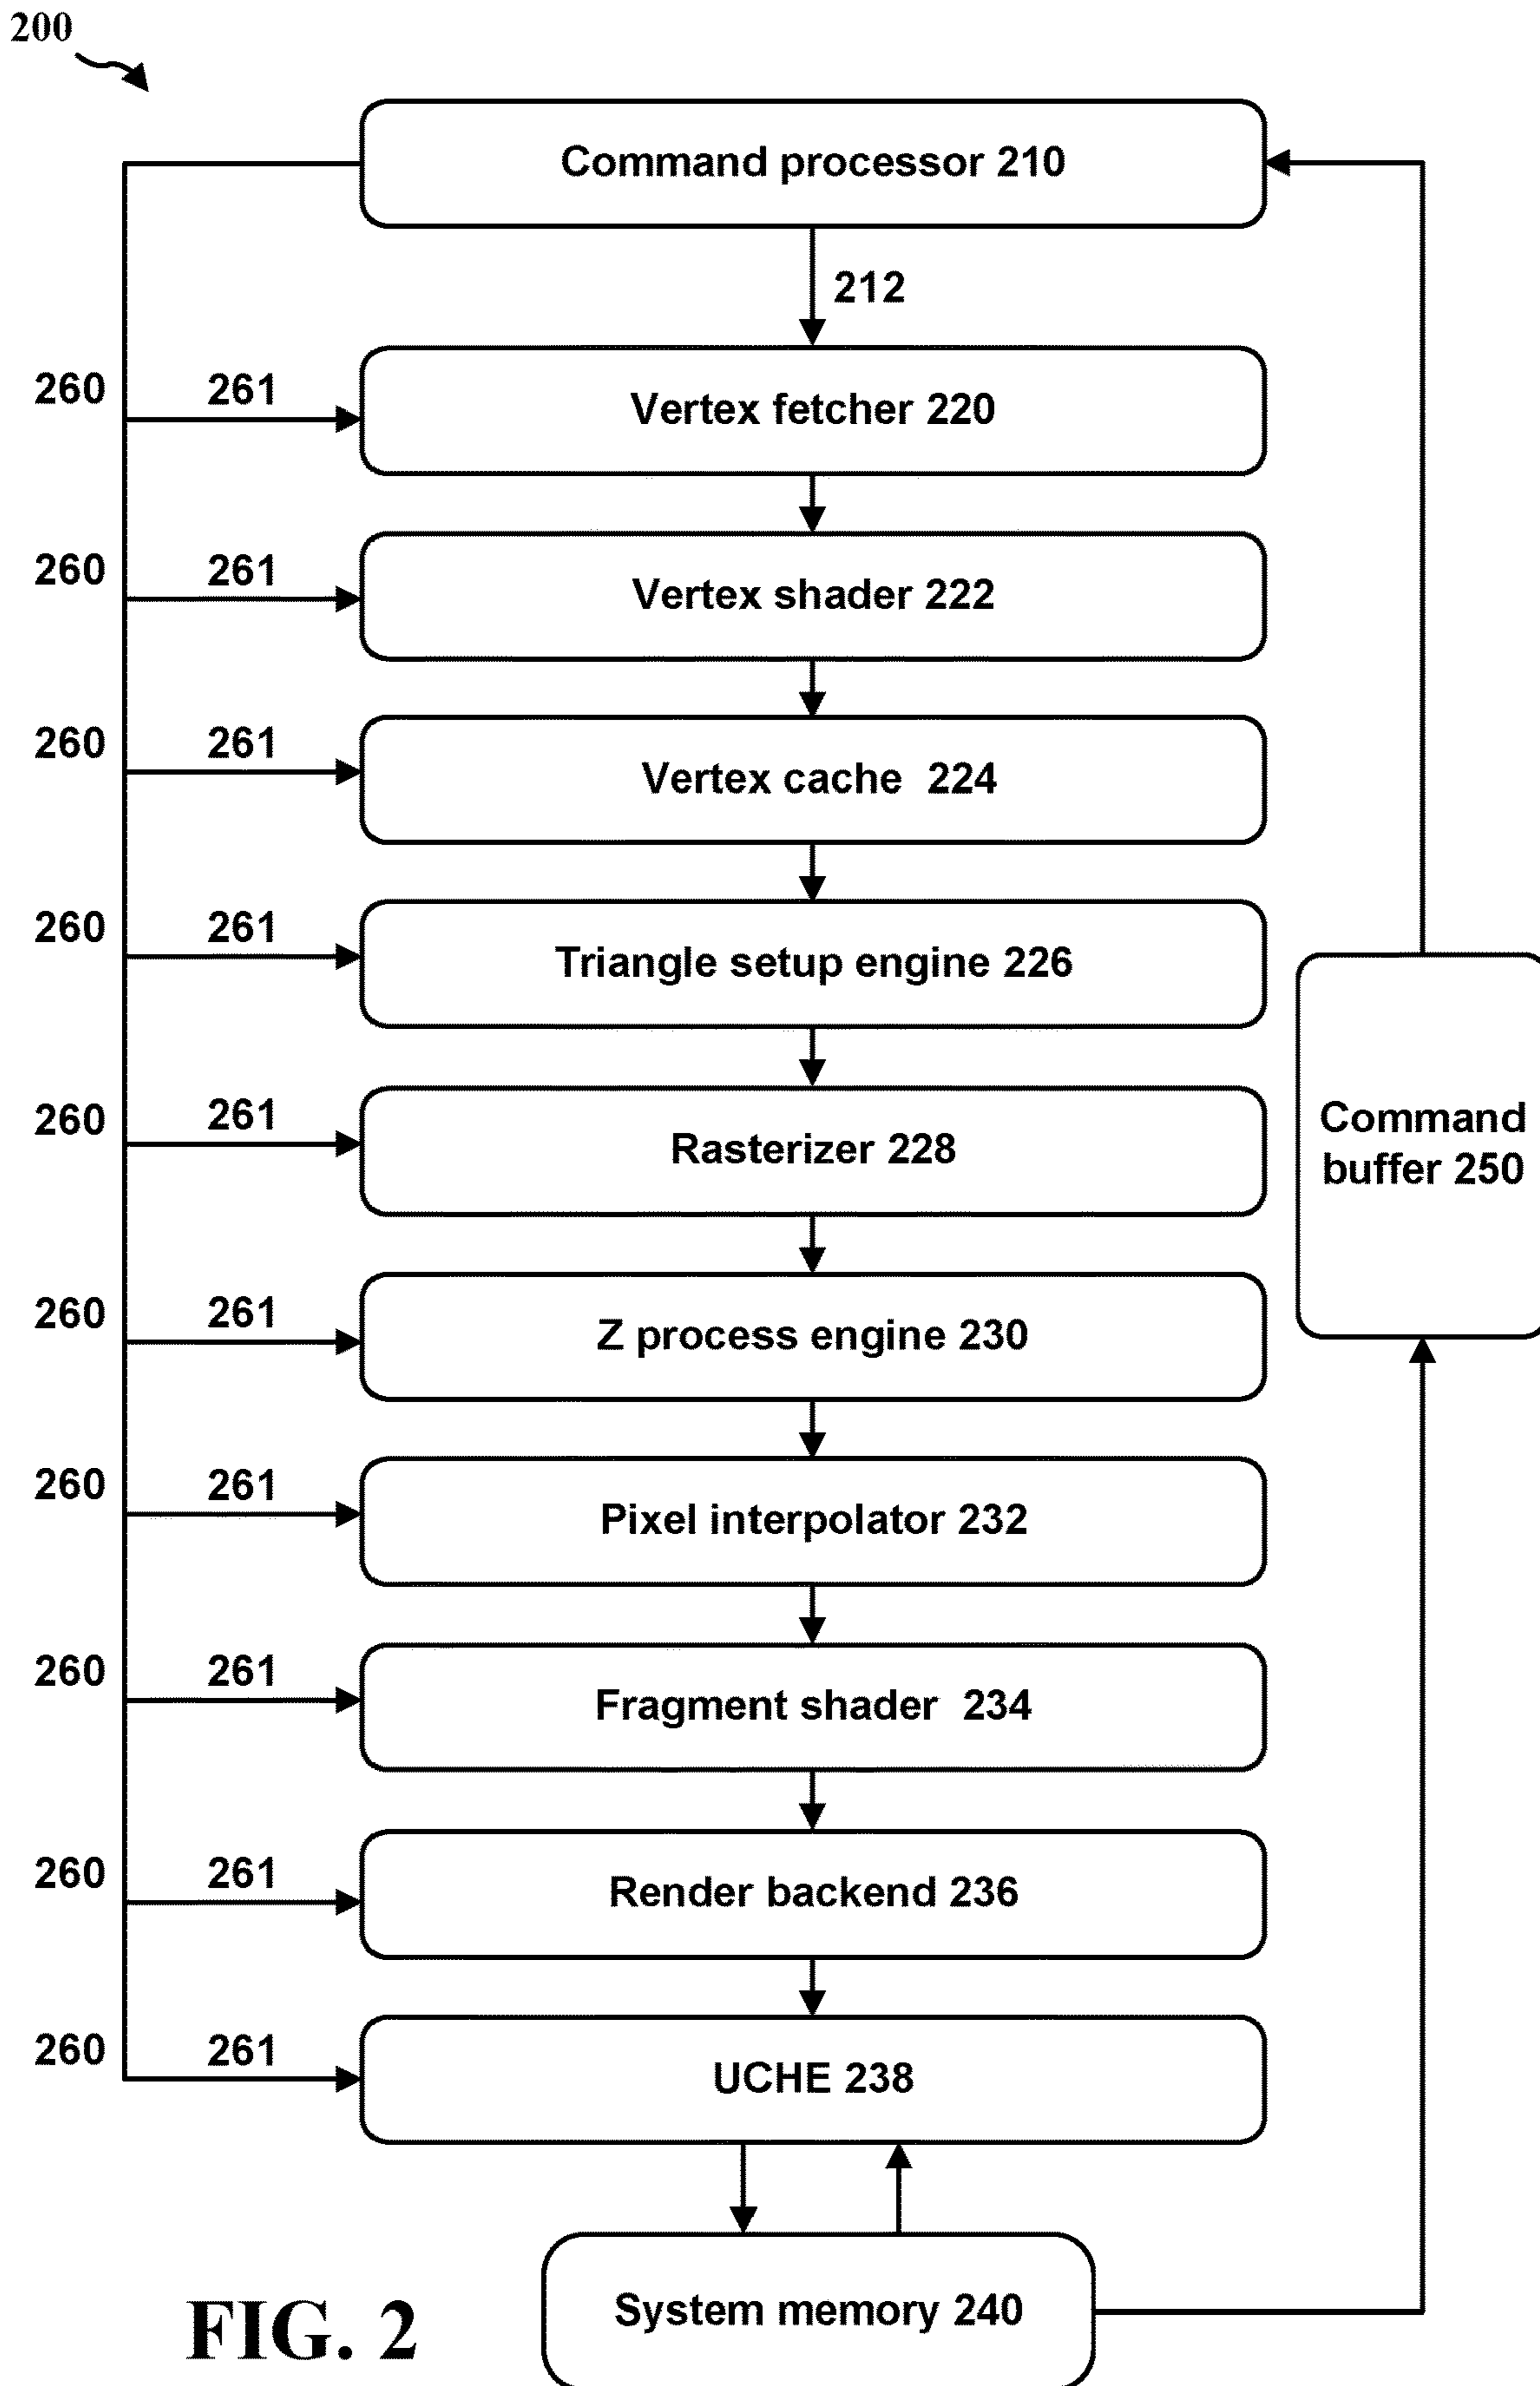 200
Command processor 210
212
260 261 Vertex fetcher 220
260 261 Vertex shader 222
260 261 Vertex cache 224
260 261 Triangle setup engine 226
260 261 Rasterizer 228
Command
buffer 250
260 261 Z process engine 230
260 261 Pixel interpolator 232
260 261 Fragment shader 234
260 261 Render backend 236
260 261 UCHE 238
System memory 240
FIG. 2